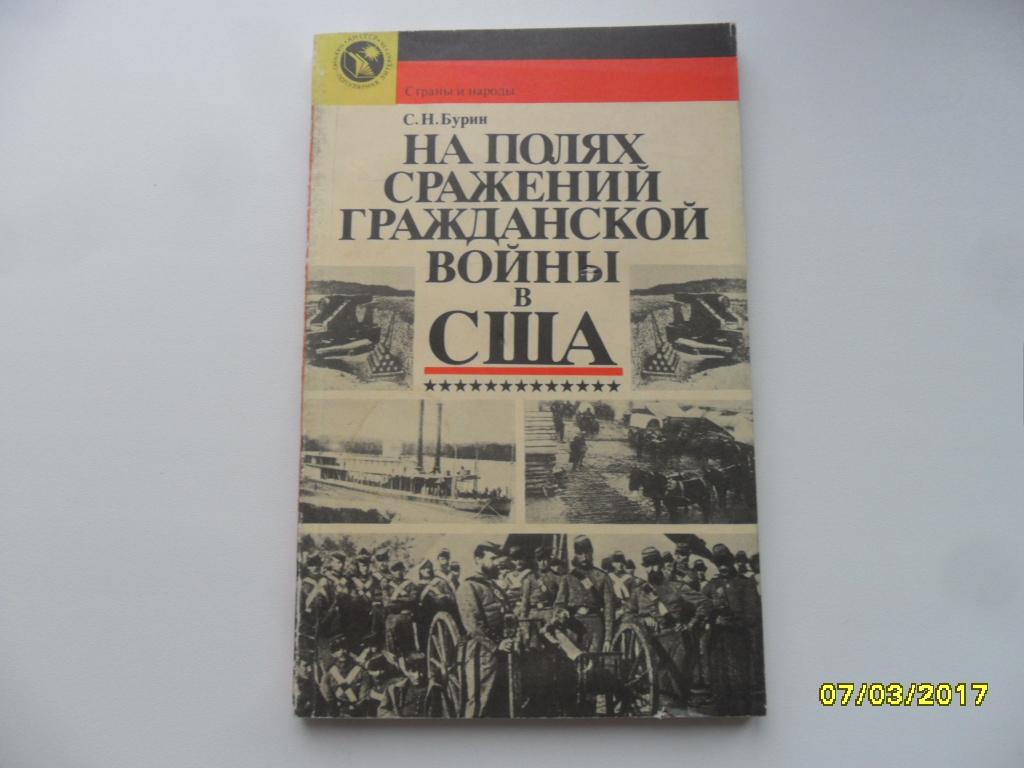 Страны и народы
С. Н. Бурин
НА ПОЛЯХ
СРАЖЕНИЙ
ГРАЖДАНСКОЙ
ВОЙНЫ
В
США
07/03/2017